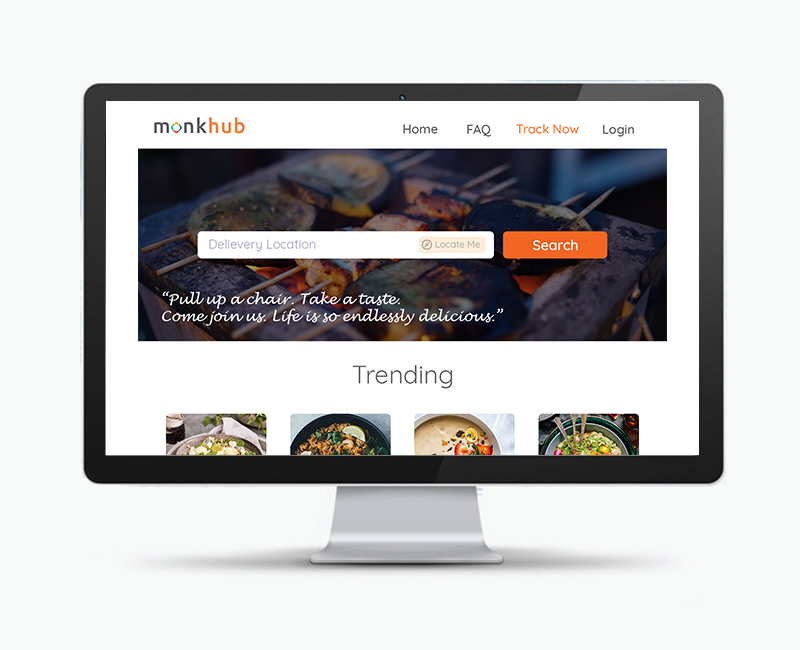 monkhub
Home FAQ Track Now Login
Delievery Location Locate Me Search
“Pull up a chair. Take a taste.
Come join us. Life is so endlessly delicious.”
Trending